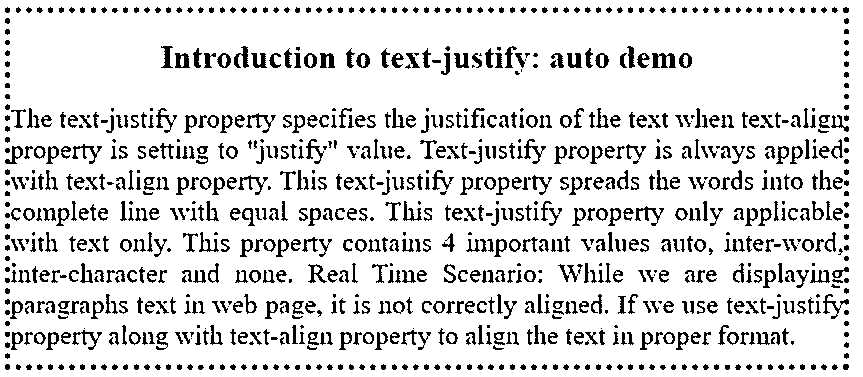 Introduction to text-justify: auto demo
The text-justify property specifies the justification of the text when text-align
property is setting to "justify" value. Text-justify property is always applied
with text-align property. This text-justify property spreads the words into the
complete line with equal spaces. This text-justify property only applicable
with text only. This property contains 4 important values auto, inter-word,
inter-character and none. Real Time Scenario: While we are displaying
paragraphs text in web page, it is not correctly aligned. If we use text-justify
property along with text-align property to align the text in proper format.